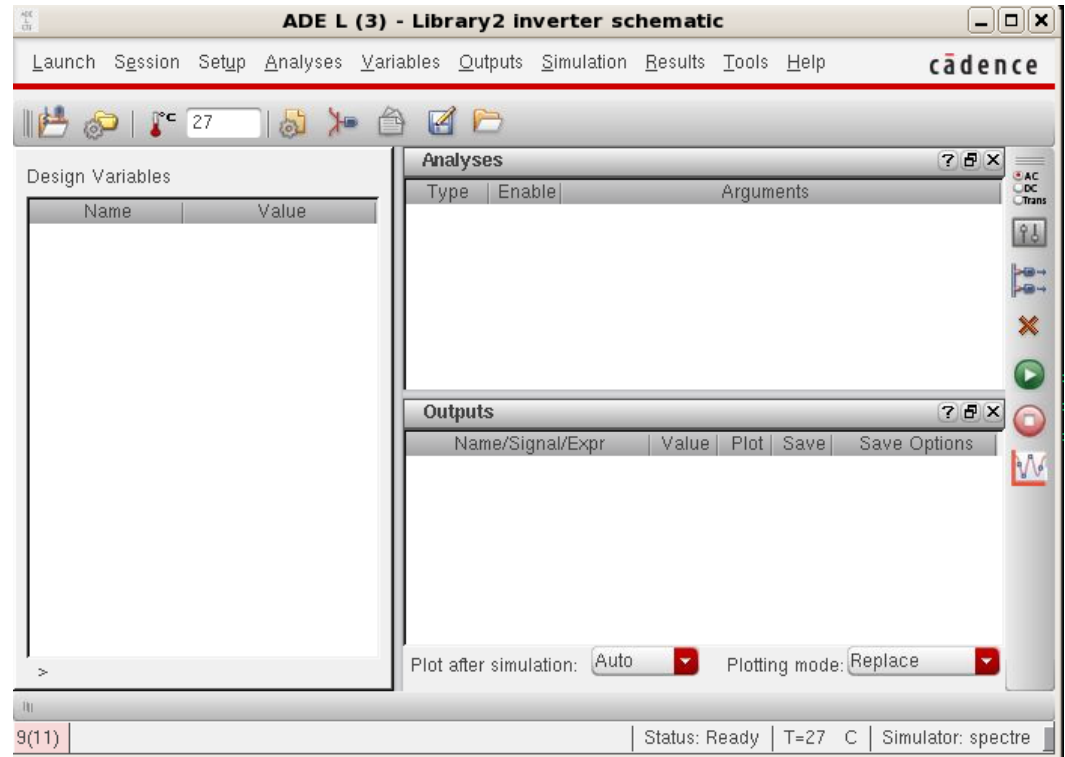 ADE L (3) - Library2 inverter schematic
Launch Session Setup Analyses Variables Outputs Simulation Results Tools Help cādence
°C 27
Design Variables
Name Value
>
Analyses
Type Enable Arguments
Outputs
Name/Signal/Expr Value Plot Save Save Options
Plot after simulation: Auto Plotting mode: Replace
AC
DC
Trans
9(11) Status: Ready T=27 C Simulator: spectre